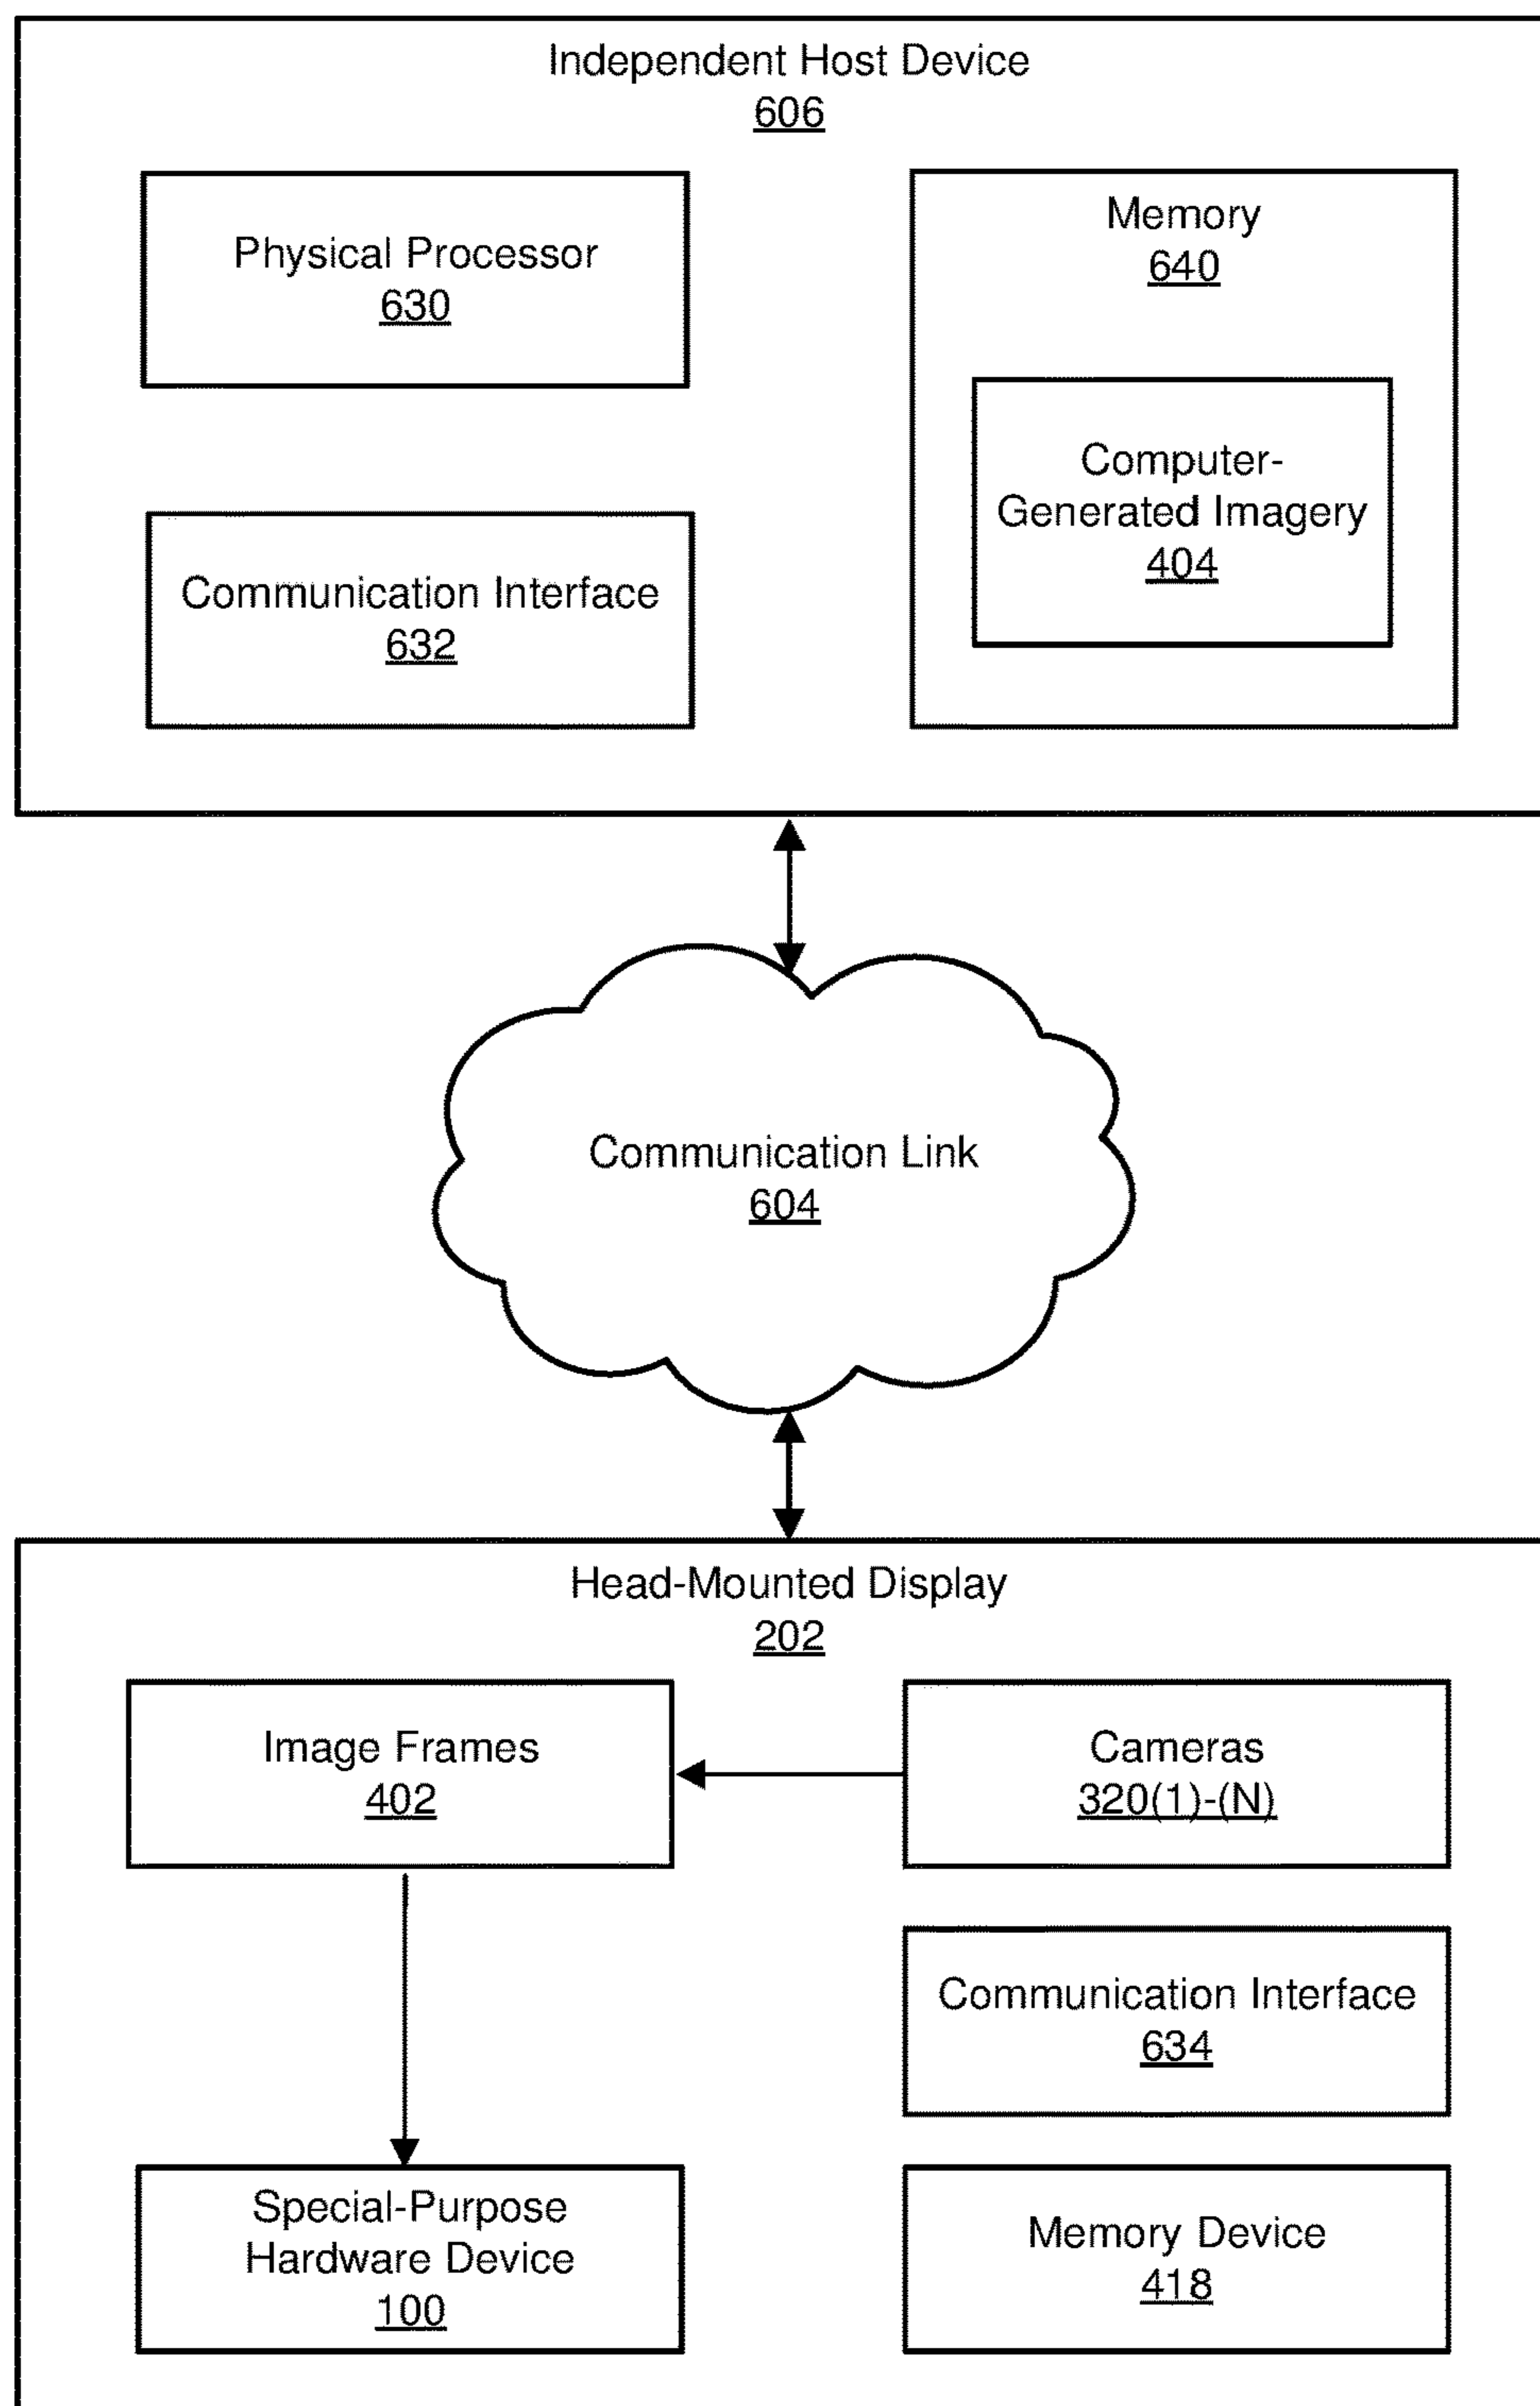 Independent Host Device
606
Physical Processor
630
Memory
640
Computer-
Generated Imagery
404
Communication Interface
632
Communication Link
604
Head-Mounted Display
202
Image Frames
402
Cameras
320(1)-(N)
Communication Interface
634
Special-Purpose
Hardware Device
100
Memory Device
418